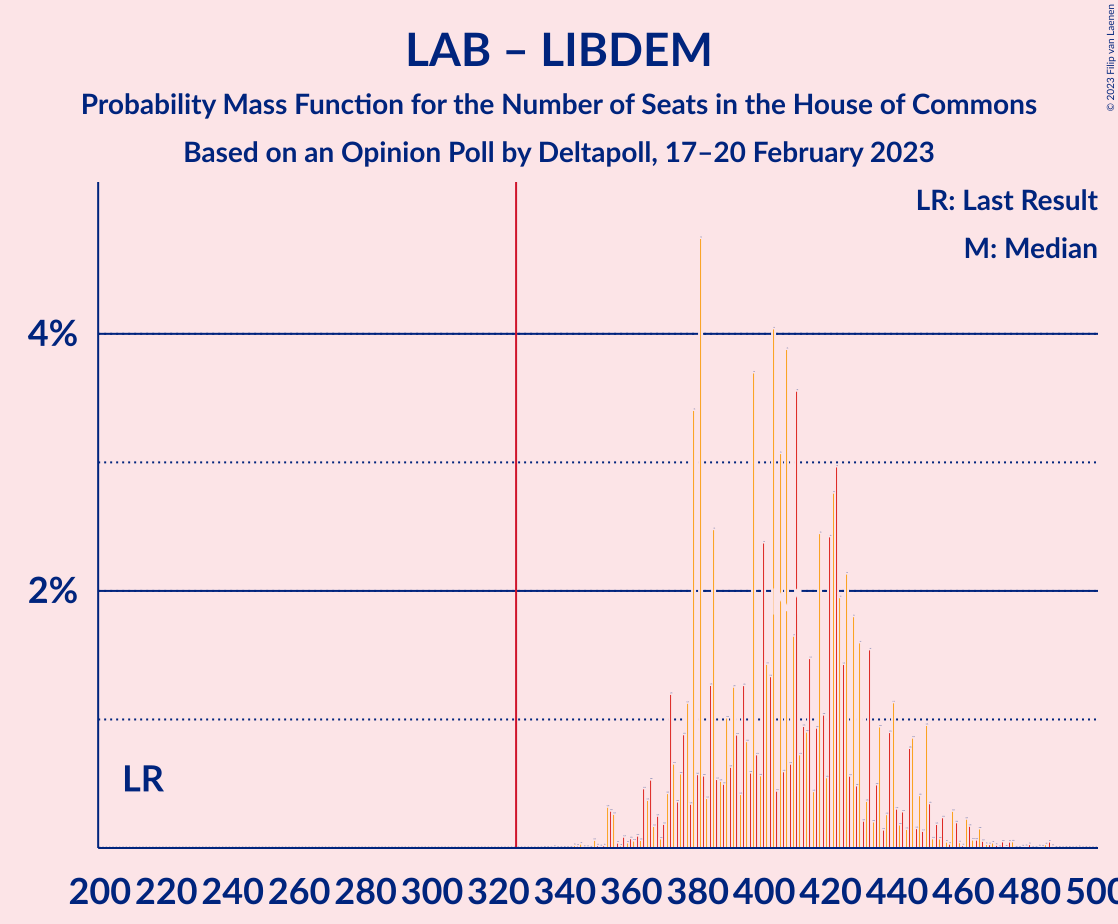 LAB – LIBDEM
Probability Mass Function for the Number of Seats in the House of Commons
Based on an Opinion Poll by Deltapoll, 17–20 February 2023
© 2023 Filip van Laenen
LR: Last Result
M: Median
4%
2%
LR
200 220 240 260 280 300 320 340 360 380 400 420 440 460 480 500